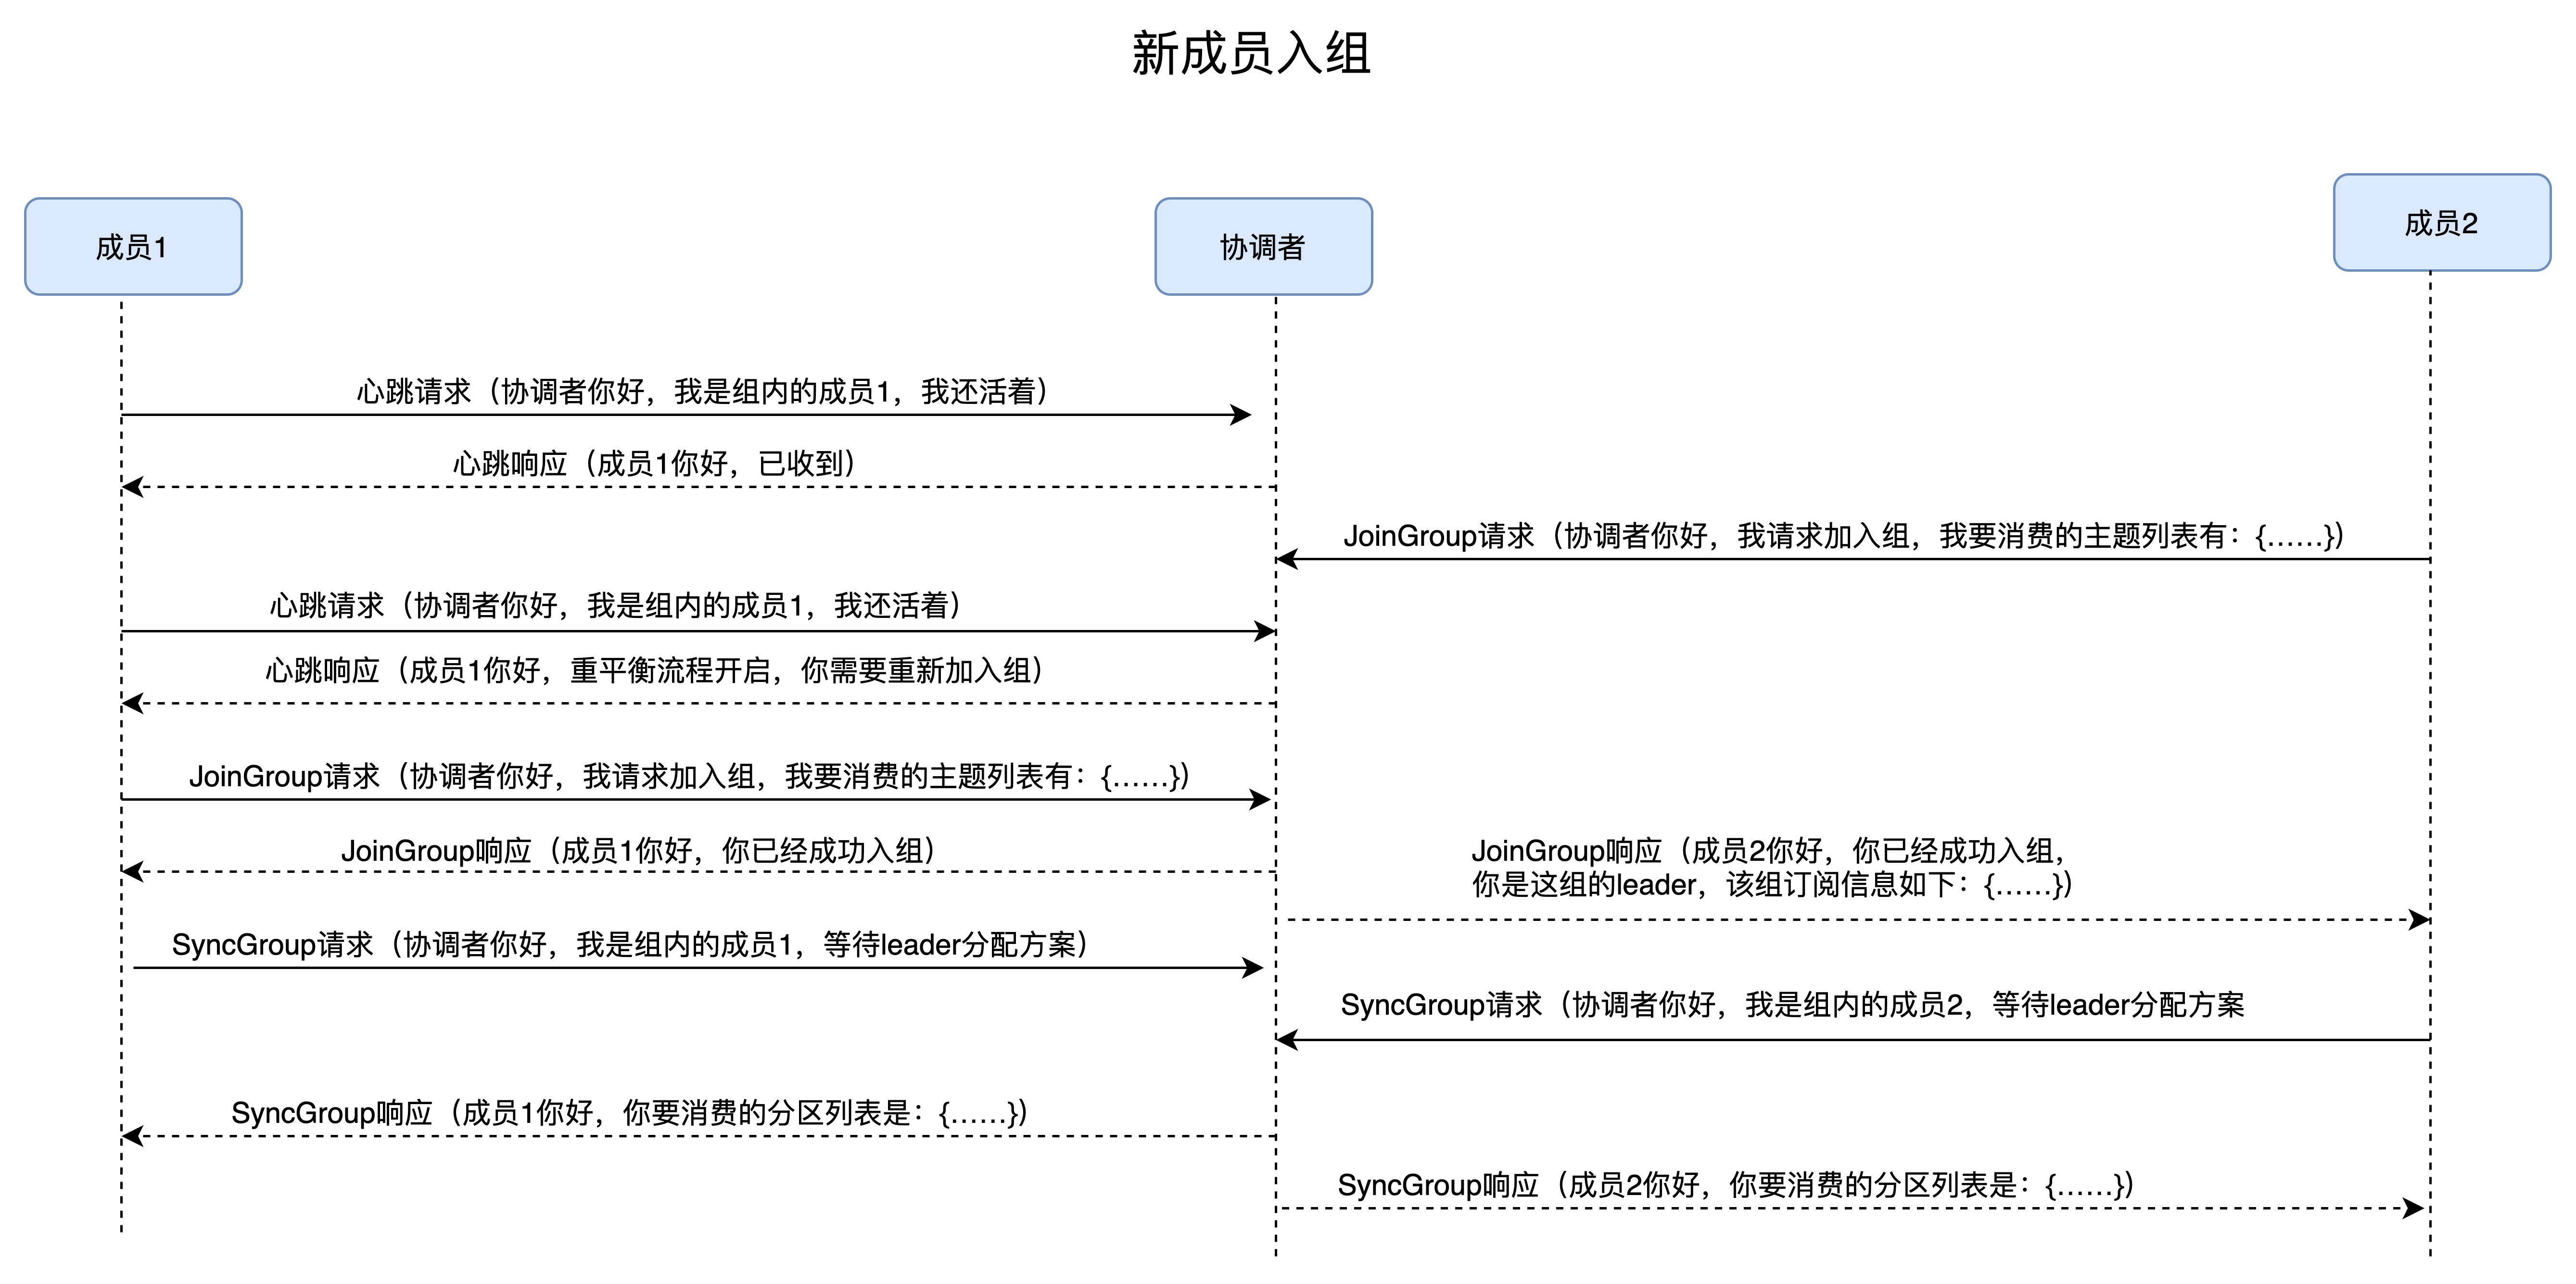 新成员入组
成员1
协调者
成员2
心跳请求（协调者你好，我是组内的成员1，我还活着）
心跳响应（成员1你好，已收到）
JoinGroup请求（协调者你好，我请求加入组，我要消费的主题列表有：{......}）
心跳请求（协调者你好，我是组内的成员1，我还活着）
心跳响应（成员1你好，重平衡流程开启，你需要重新加入组）
JoinGroup请求（协调者你好，我请求加入组，我要消费的主题列表有：{......}）
JoinGroup响应（成员1你好，你已经成功入组）
JoinGroup响应（成员2你好，你已经成功入组，
你是这组的leader，该组订阅信息如下：{......}）
SyncGroup请求（协调者你好，我是组内的成员1，等待leader分配方案）
SyncGroup请求（协调者你好，我是组内的成员2，等待leader分配方案
SyncGroup响应（成员1你好，你要消费的分区列表是：{......}）
SyncGroup响应（成员2你好，你要消费的分区列表是：{......}）